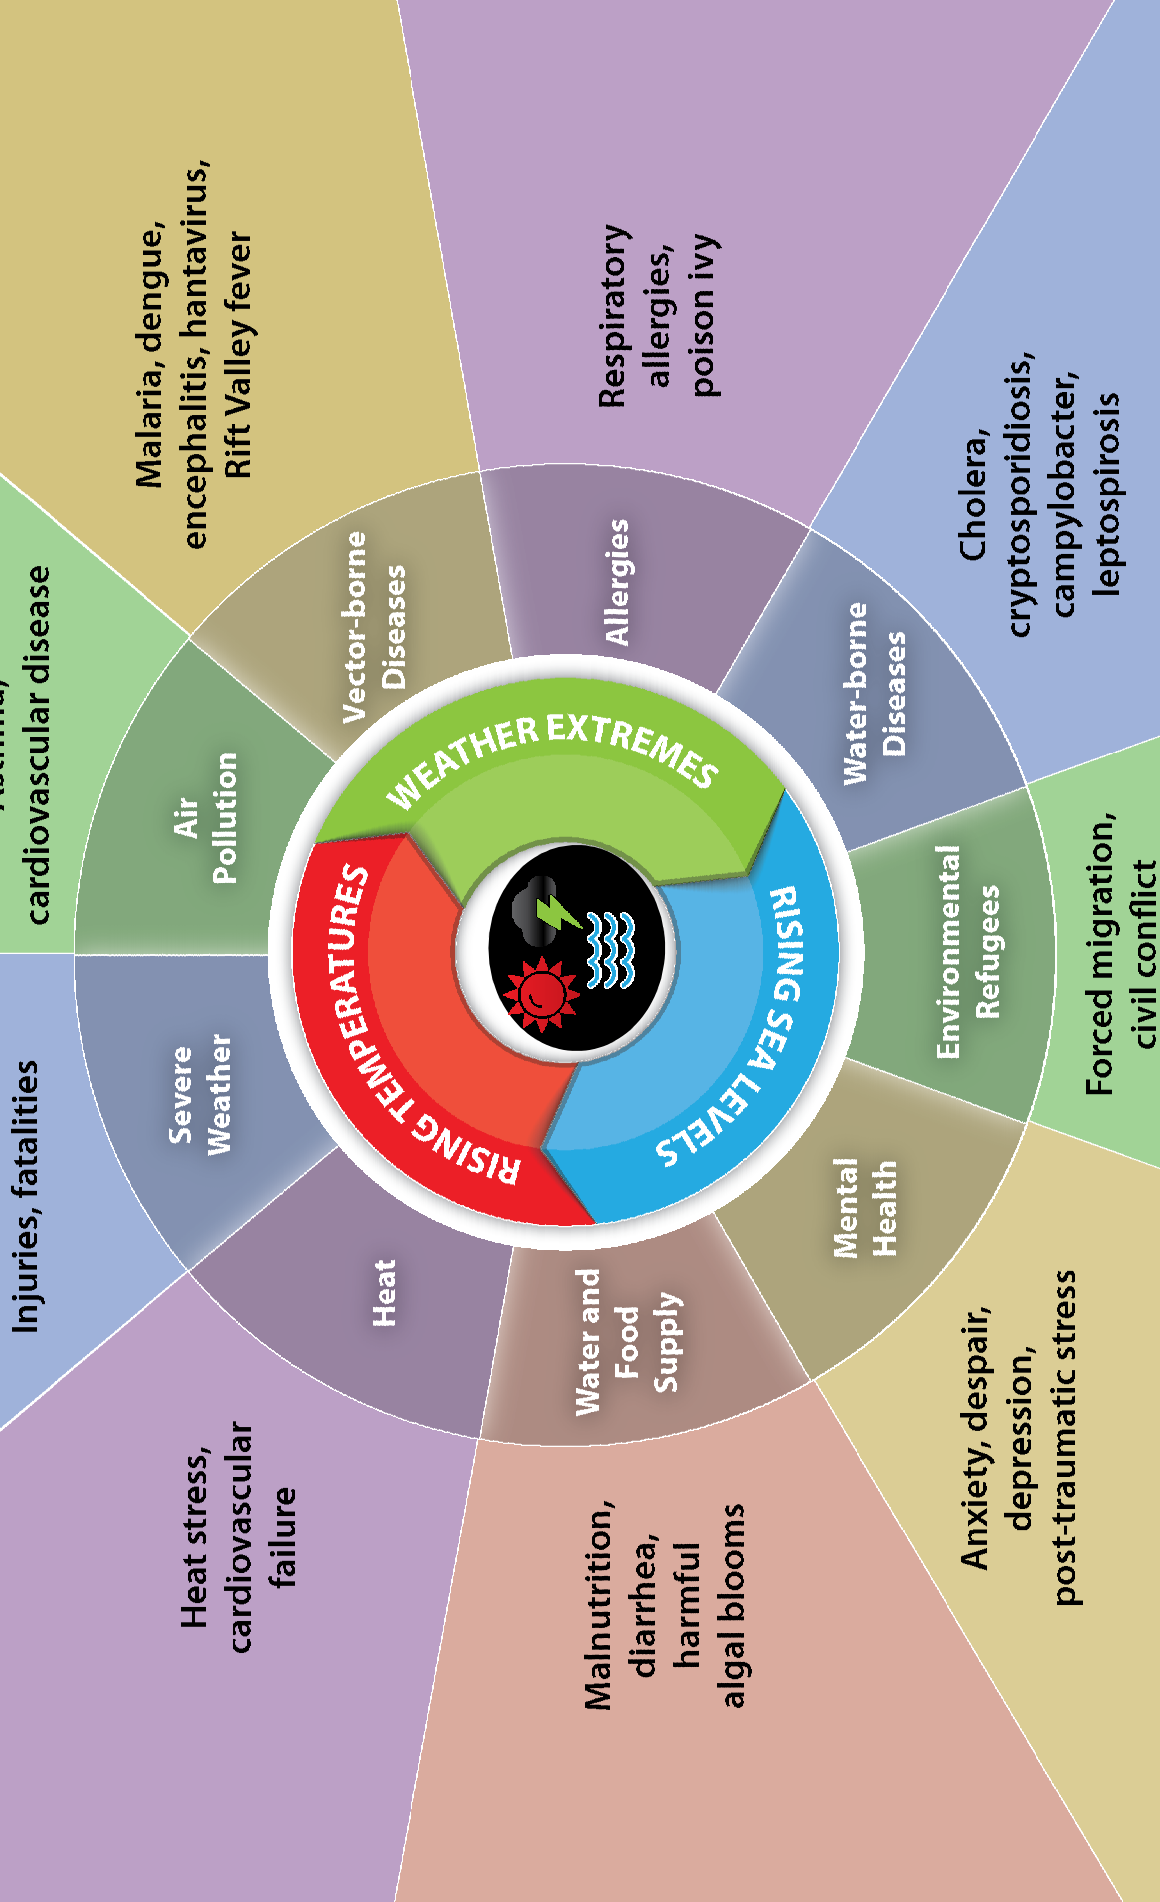 Injuries, fatalities
cardiovascular disease
Severe
Weather
Air
Pollution
Heat stress,
cardiovascular
failure
Heat
Vector-borne
Diseases
Malaria, dengue,
encephalitis, hantavirus,
Rift Valley fever
RISING TEMPERATURES
WEATHER EXTREMES
RISING SEA LEVELS
Malnutrition,
diarrhea,
harmful
algal blooms
Water and
Food
Supply
Allergies
Respiratory
allergies,
poison ivy
Mental
Health
Water-borne
Diseases
Anxiety, despair,
depression,
post-traumatic stress
Environmental
Refugees
Cholera,
cryptosporidiosis,
campylobacter,
leptospirosis
Forced migration,
civil conflict